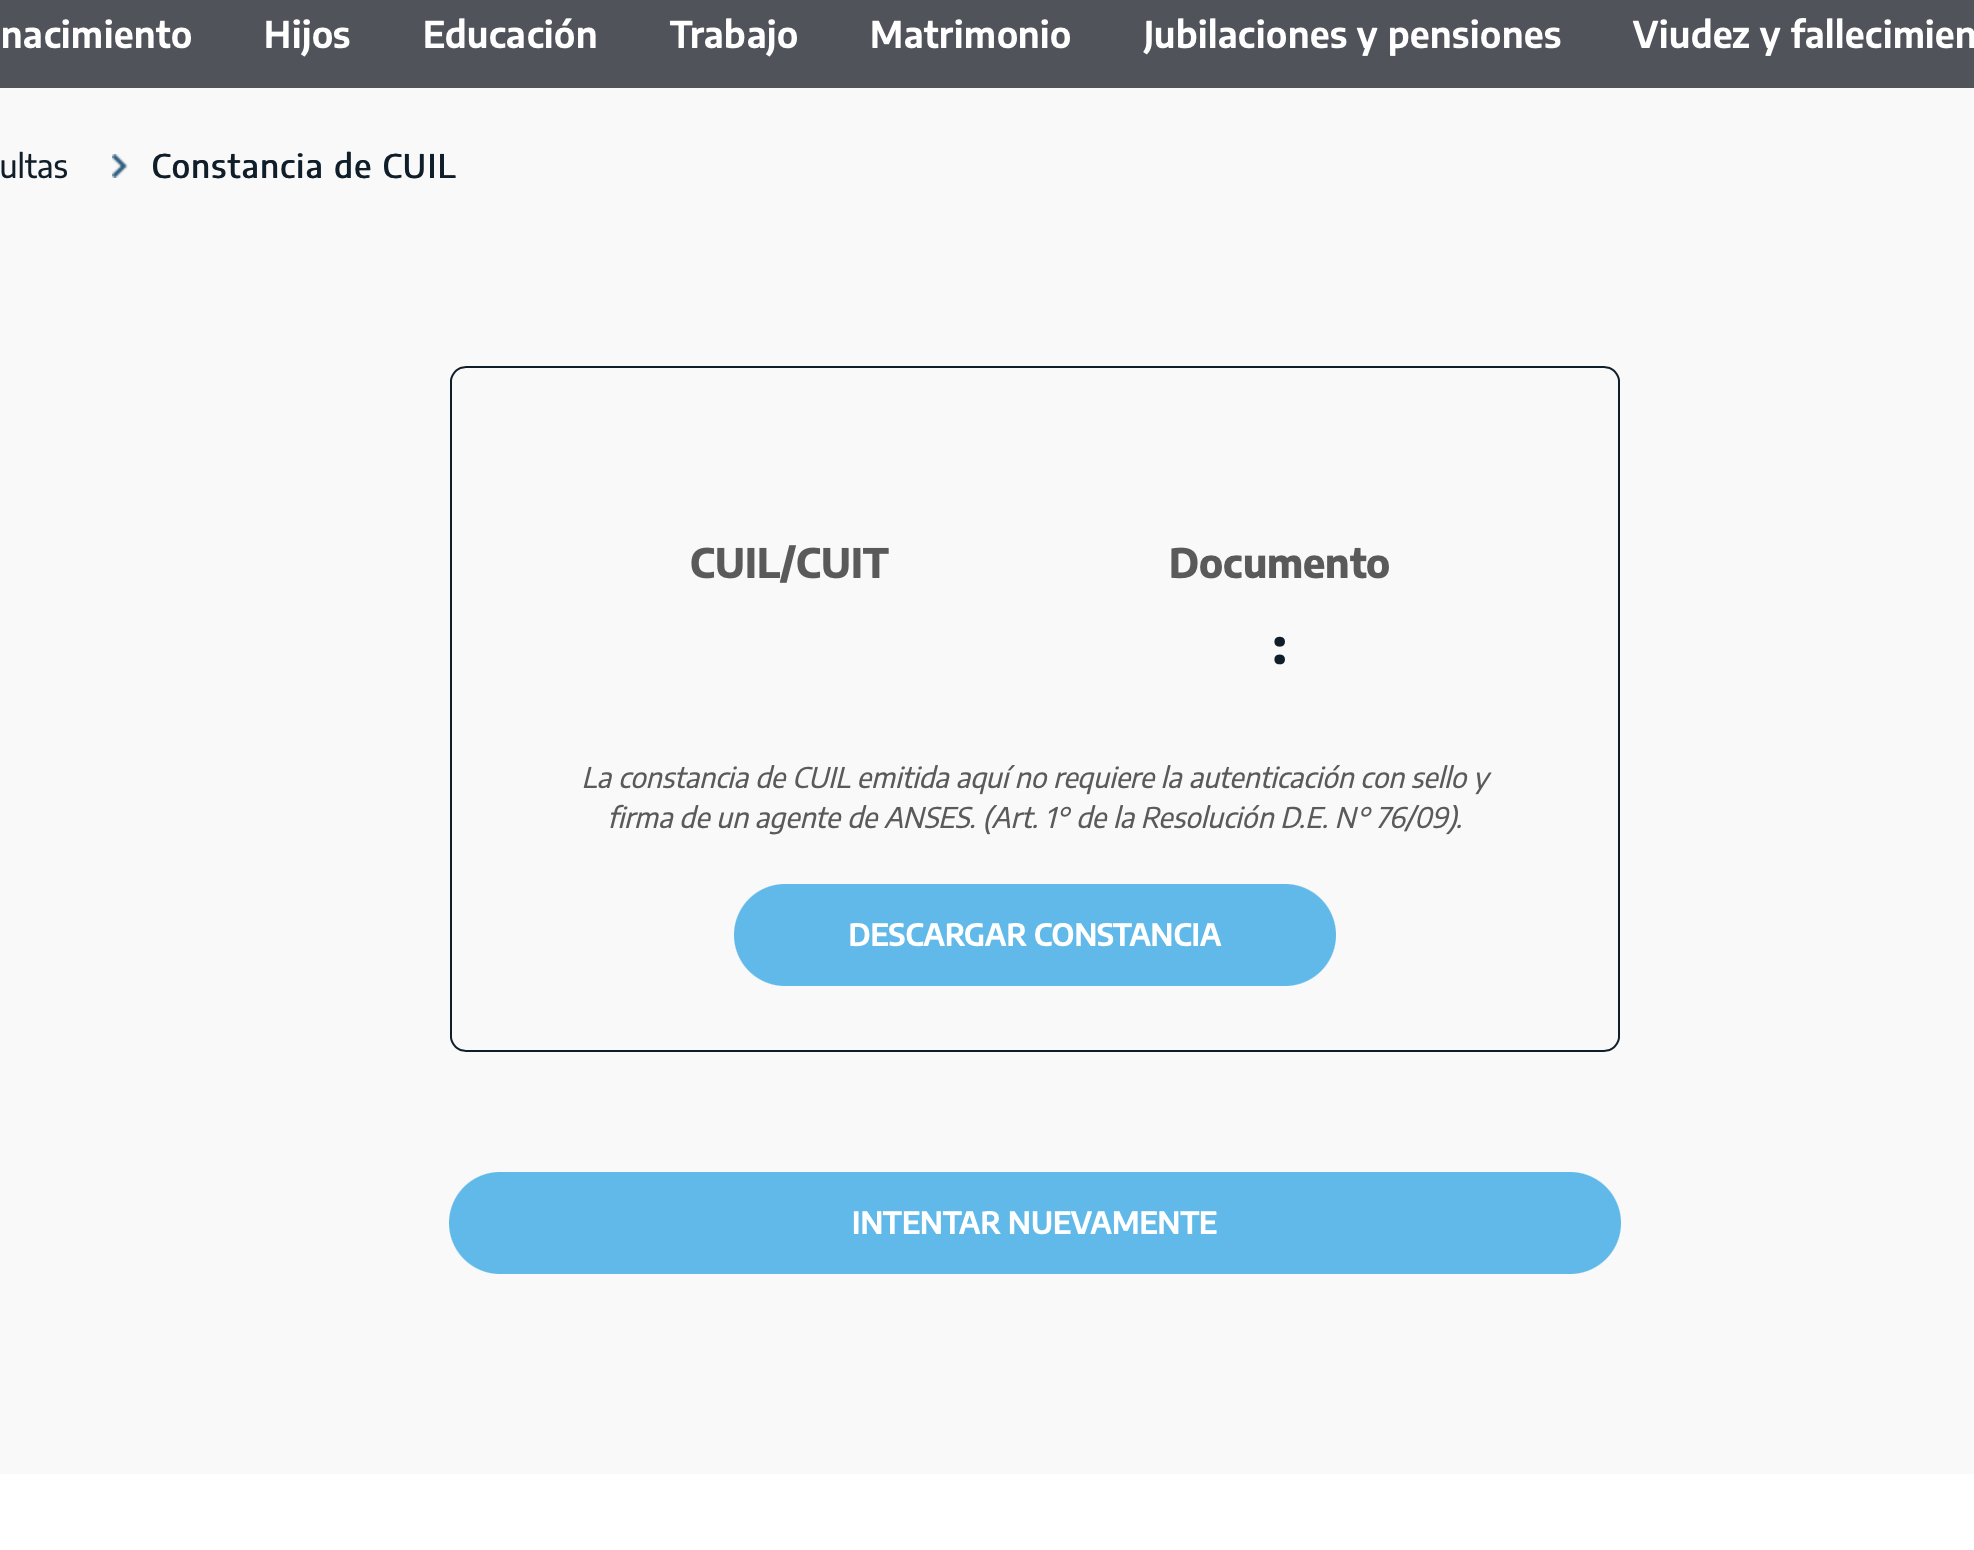 nacimiento Hijos Educación Trabajo Matrimonio Jubilaciones y pensiones Viudez y fallecimien
ultas > Constancia de CUIL
CUIL/CUIT Documento
:
La constancia de CUIL emitida aquí no requiere la autenticación con sello y
firma de un agente de ANSES. (Art. 1° de la Resolución D.E. N° 76/09).
DESCARGAR CONSTANCIA
INTENTAR NUEVAMENTE